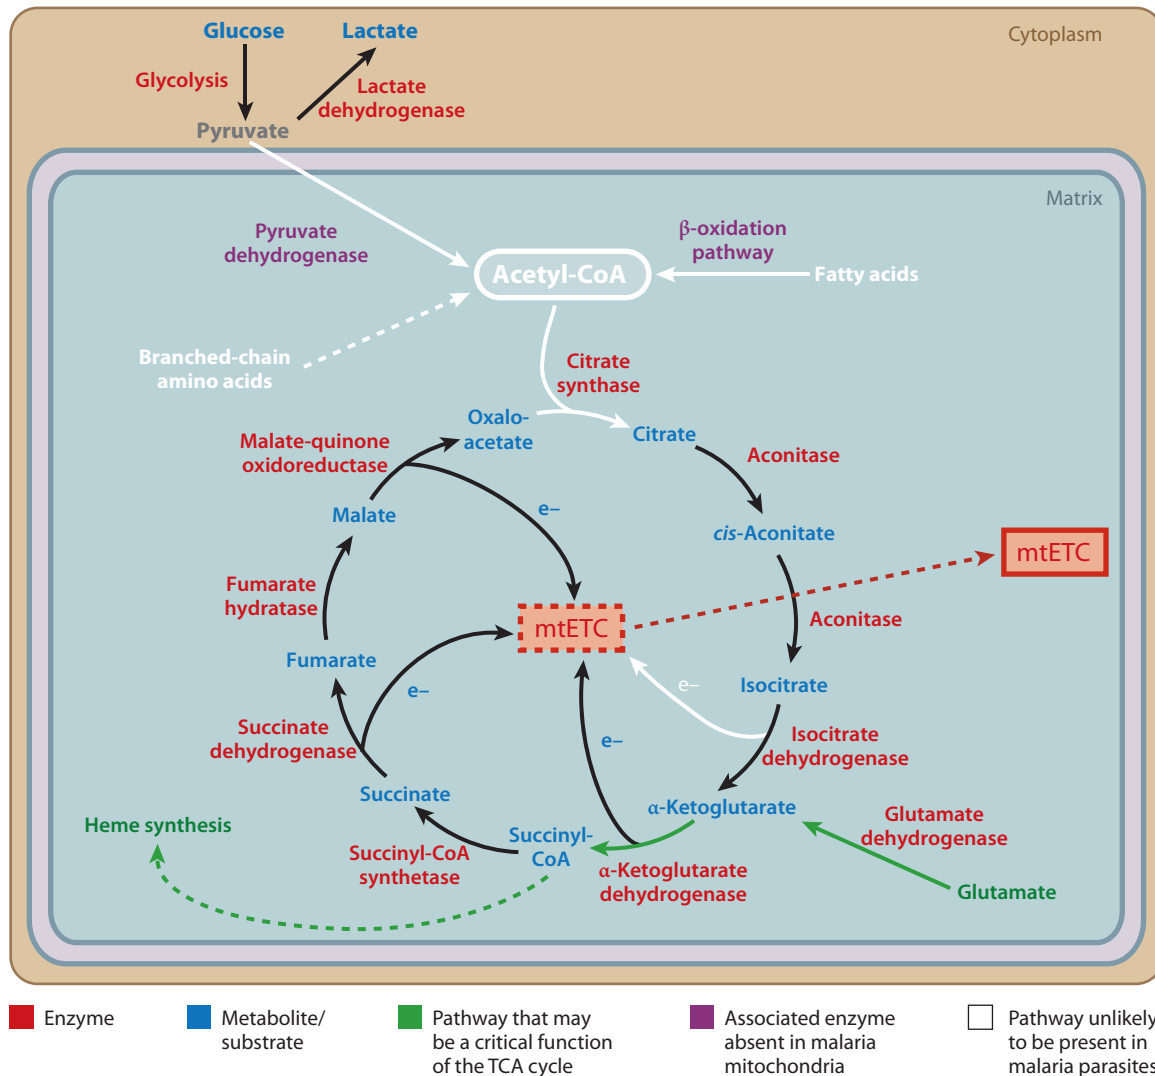 Glucose
Lactate
Cytoplasm
Glycolysis
Lactate
dehydrogenase
Pyruvate
Matrix
Pyruvate
dehydrogenase
β-oxidation
pathway
Acetyl-CoA
Fatty acids
Branched-chain
amino acids
Citrate
synthase
Oxalo-
acetate
Citrate
Malate-quinone
oxidoreductase
Aconitase
Malate
e–
cis-Aconitate
mtETC
Fumarate
hydratase
mtETC
Aconitase
Fumarate
e–
e–
Isocitrate
Succinate
dehydrogenase
e–
Isocitrate
dehydrogenase
Succinate
α-Ketoglutarate
Heme synthesis
Succinyl-
CoA
Glutamate
dehydrogenase
Succinyl-CoA
synthetase
α-Ketoglutarate
dehydrogenase
Glutamate
Enzyme
Metabolite/
substrate
Pathway that may
be a critical function
of the TCA cycle
Associated enzyme
absent in malaria
mitochondria
Pathway unlikely
to be present in
malaria parasites